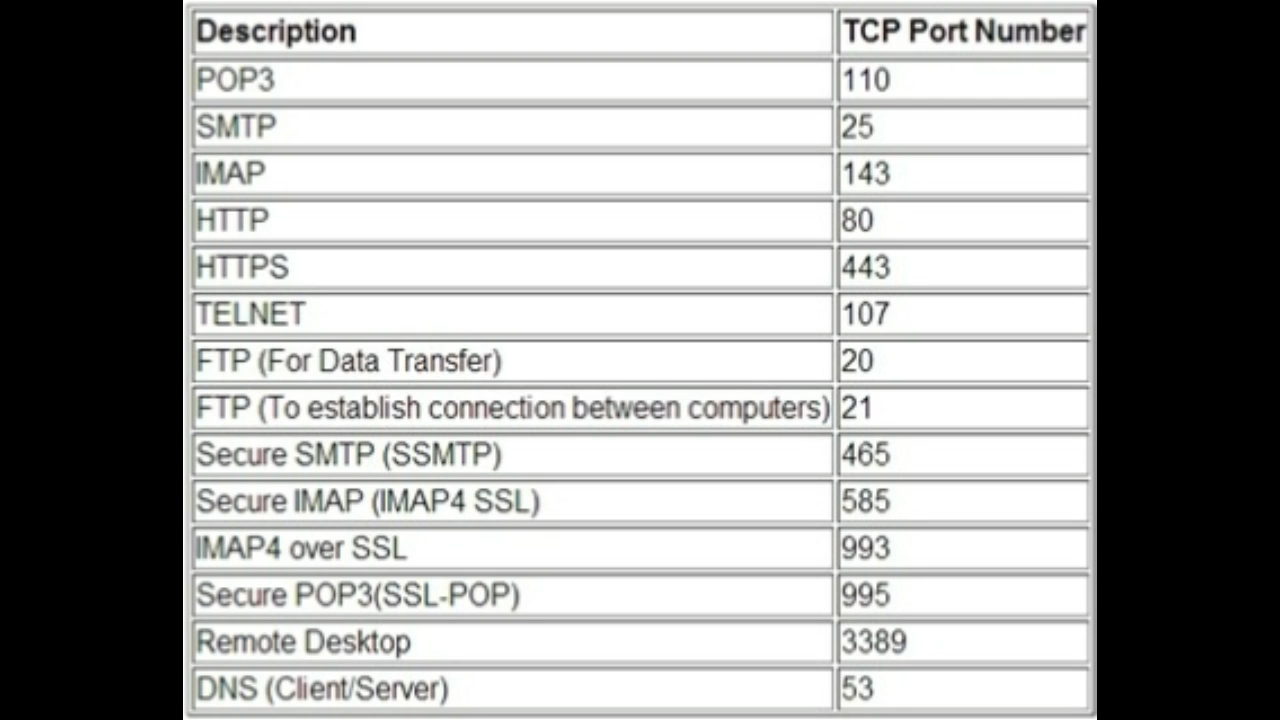 Description TCP Port Number
POP3 110
SMTP 25
IMAP 143
HTTP 80
HTTPS 443
TELNET 107
FTP (For Data Transfer) 20
FTP (To establish connection between computers) 21
Secure SMTP (SSMTP) 465
Secure IMAP (IMAP4 SSL) 585
IMAP4 over SSL 993
Secure POP3(SSL-POP) 995
Remote Desktop 3389
DNS (Client/Server) 53